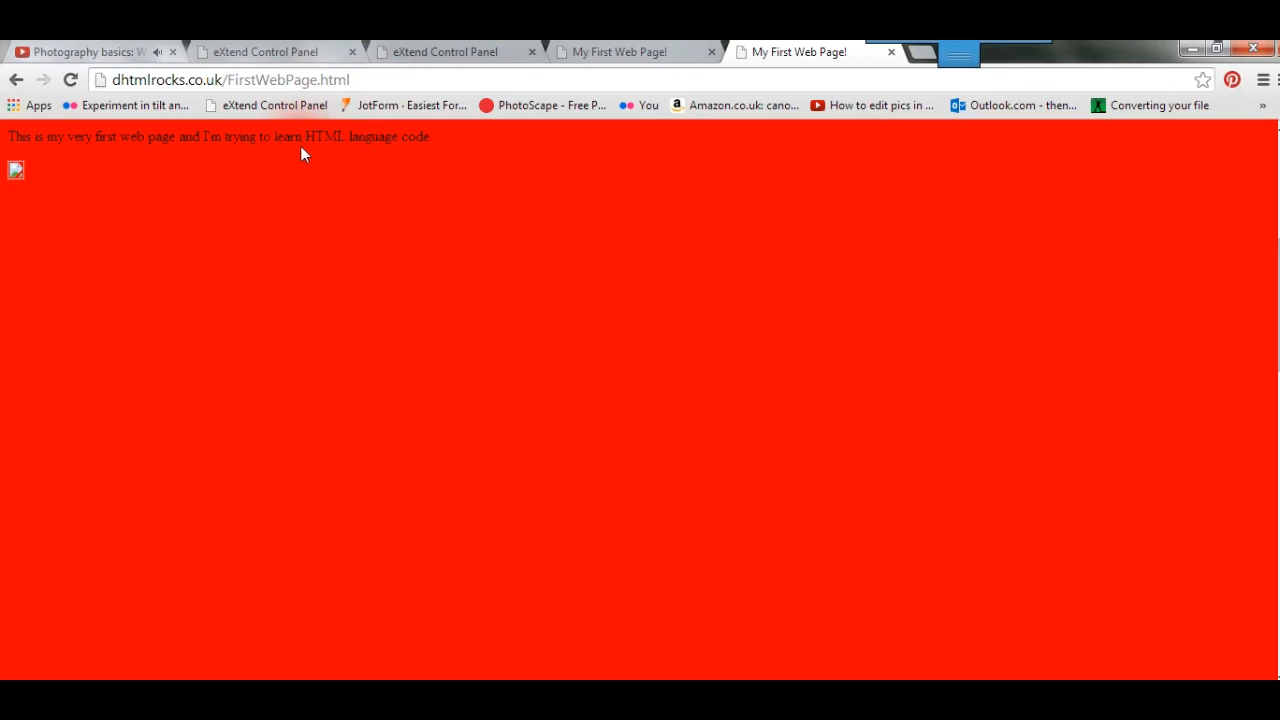 Photography basics: W
eXtend Control Panel
eXtend Control Panel
My First Web Page!
My First Web Page!
dhtmlrocks.co.uk/FirstWebPage.html
Apps
Experiment in tilt an...
eXtend Control Panel
JotForm · Easiest For...
PhotoScape - Free P...
You
Amazon.co.uk: cano...
How to edit pics in ...
Outlook.com - then...
Converting your file
»
This is my very first web page and I'm trying to learn HTML language code